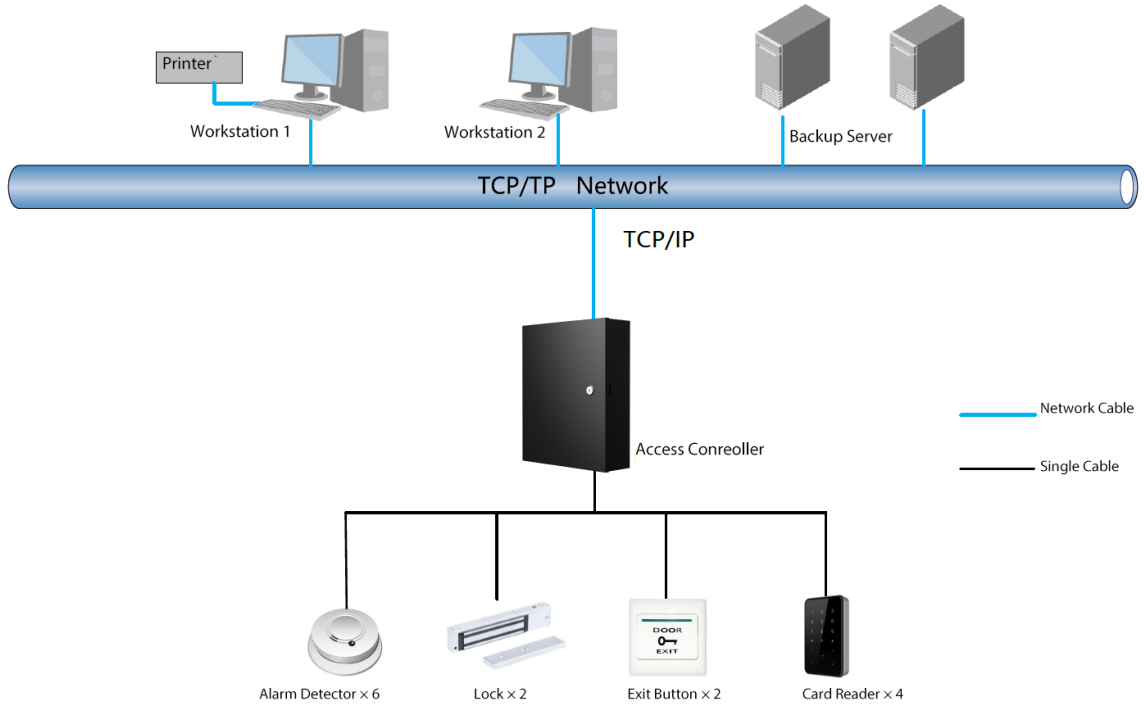 Printer
Workstation 1
Workstation 2
Backup Server
TCP/TP Network
TCP/IP
Access Conreoller
Network Cable
Single Cable
DOOR
EXIT
Alarm Detector × 6
Lock × 2
Exit Button × 2
Card Reader × 4